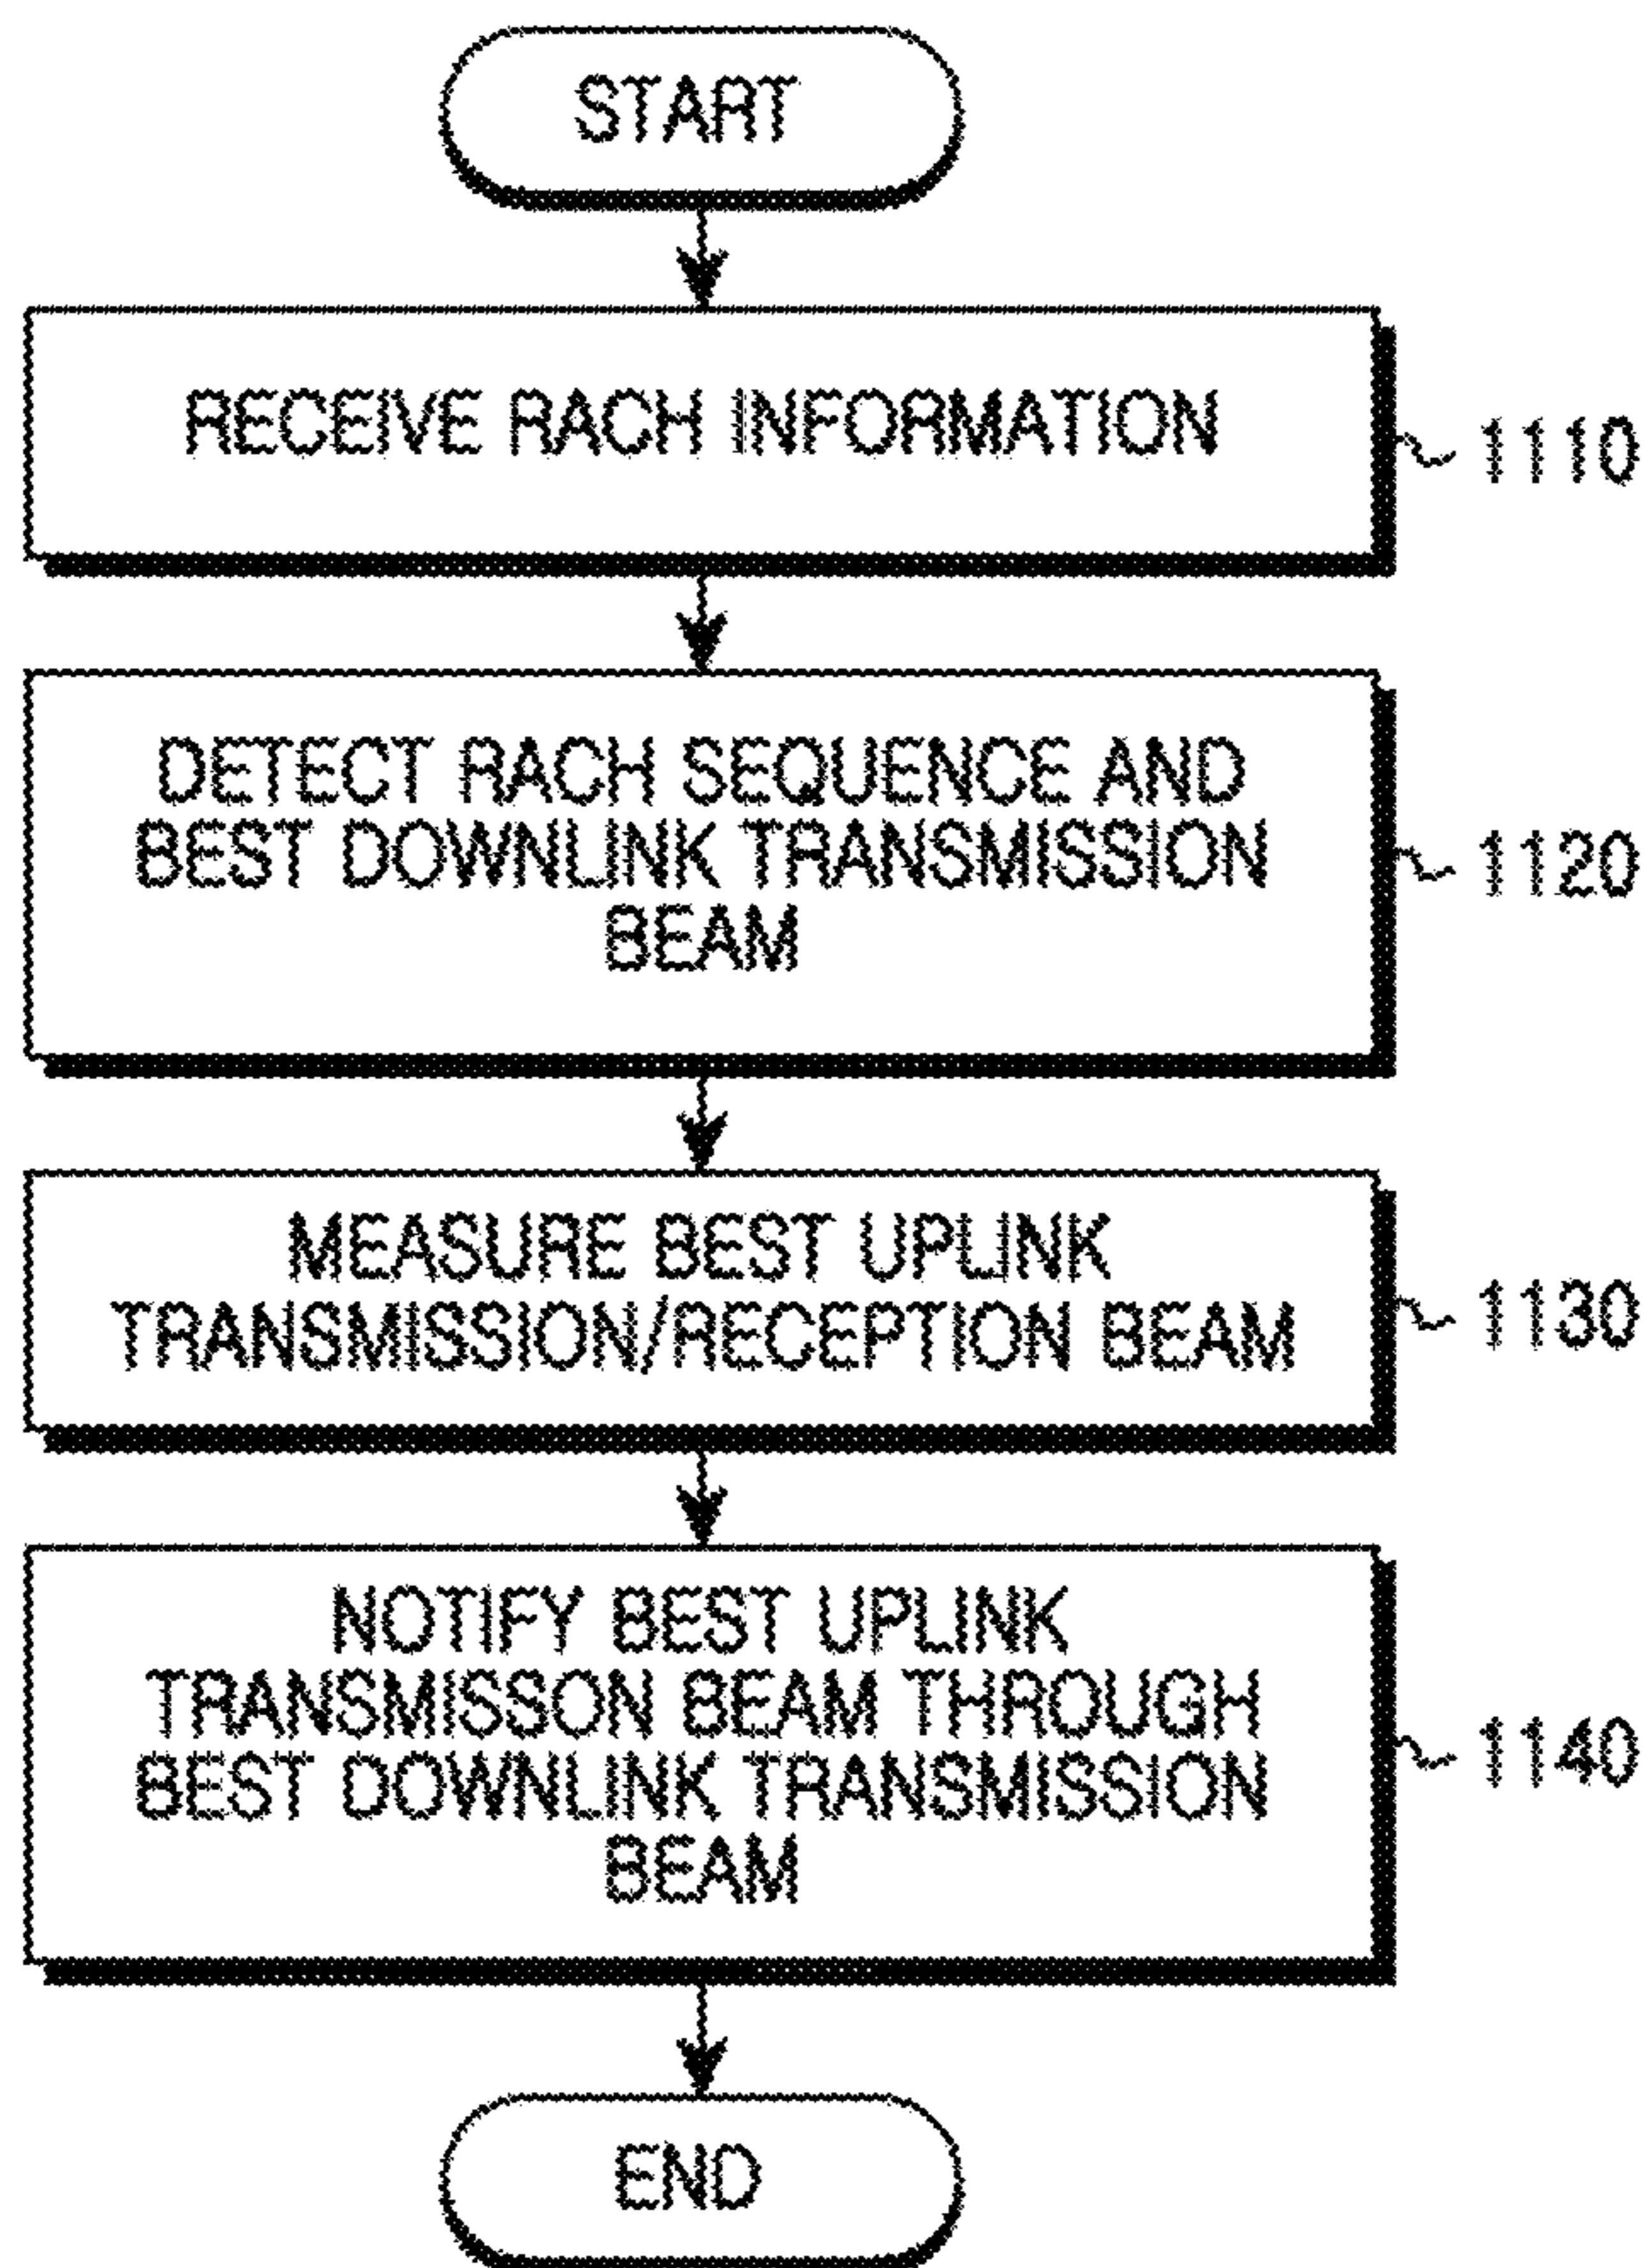 START
RECEIVE RACH INFORMATION
1110
DETECT RACH SEQUENCE AND
BEST DOWNLINK TRANSMISSION
BEAM
1120
MEASURE BEST UPLINK
TRANSMISSION/RECEPTION BEAM
1130
NOTIFY BEST UPLINK
TRANSMISSON BEAM THROUGH
BEST DOWNLINK TRANSMISSION
BEAM
1140
END